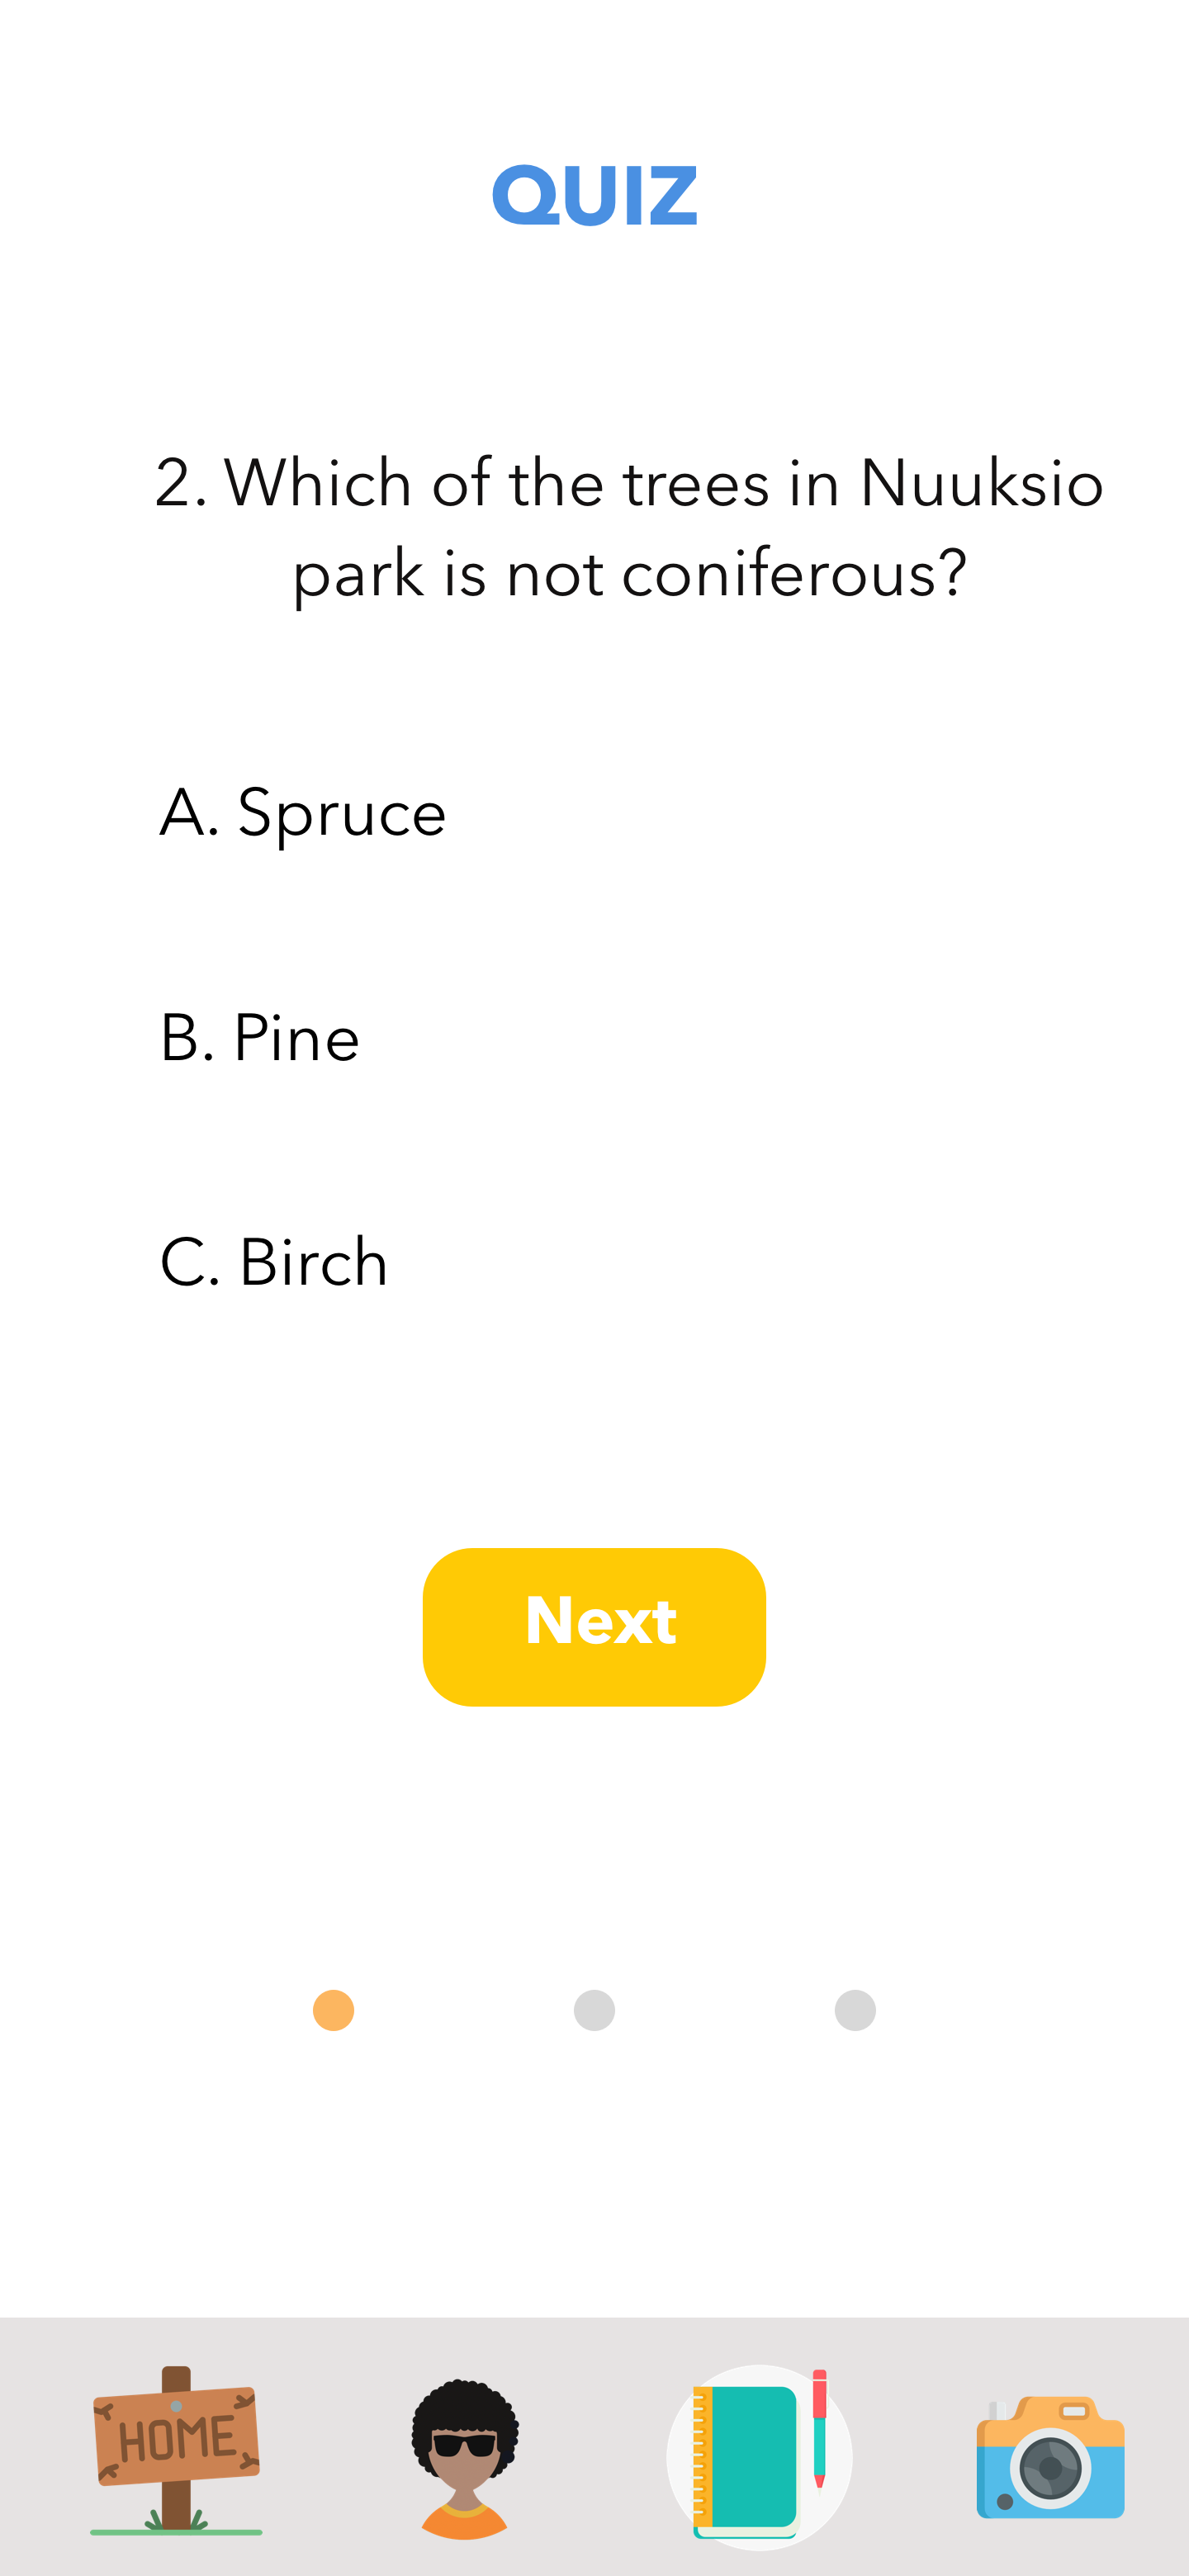 QUIZ
2. Which of the trees in Nuuksio
park is not coniferous?
A. Spruce
B. Pine
C. Birch
Next
HOME